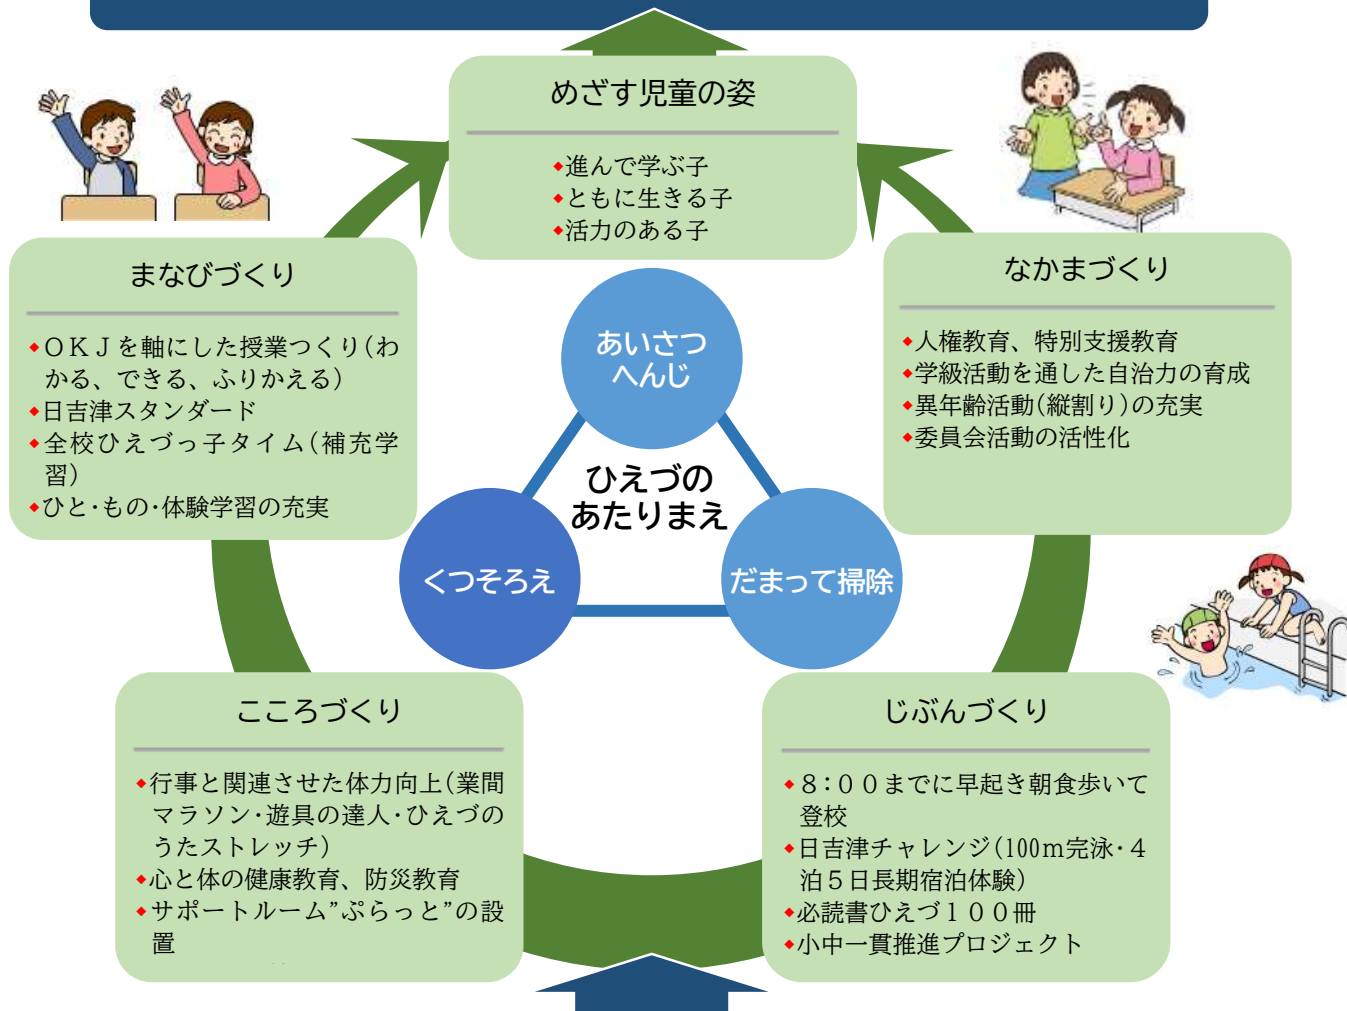 めざす児童の姿
◆進んで学ぶ子
◆ともに生きる子
◆活力のある子
まなびづくり
◆ＯＫＪを軸にした授業つくり(わ
かる、できる、ふりかえる)
◆日吉津スタンダード
◆全校ひえづっ子タイム(補充学
習)
◆ひと・もの・体験学習の充実
なかまづくり
◆人権教育、特別支援教育
◆学級活動を通した自治力の育成
◆異年齢活動(縦割り)の充実
◆委員会活動の活性化
あいさつ
へんじ
ひえづの
あたりまえ
くつそろえ
だまって掃除
こころづくり
◆行事と関連させた体力向上(業間
マラソン・遊具の達人・ひえづの
うたストレッチ)
◆心と体の健康教育、防災教育
◆サポートルーム”ぷらっと”の設
置
じぶんづくり
◆８：００までに早起き朝食歩いて
登校
◆日吉津チャレンジ(100m完泳・４
泊５日長期宿泊体験)
◆必読書ひえづ１００冊
◆小中一貫推進プロジェクト